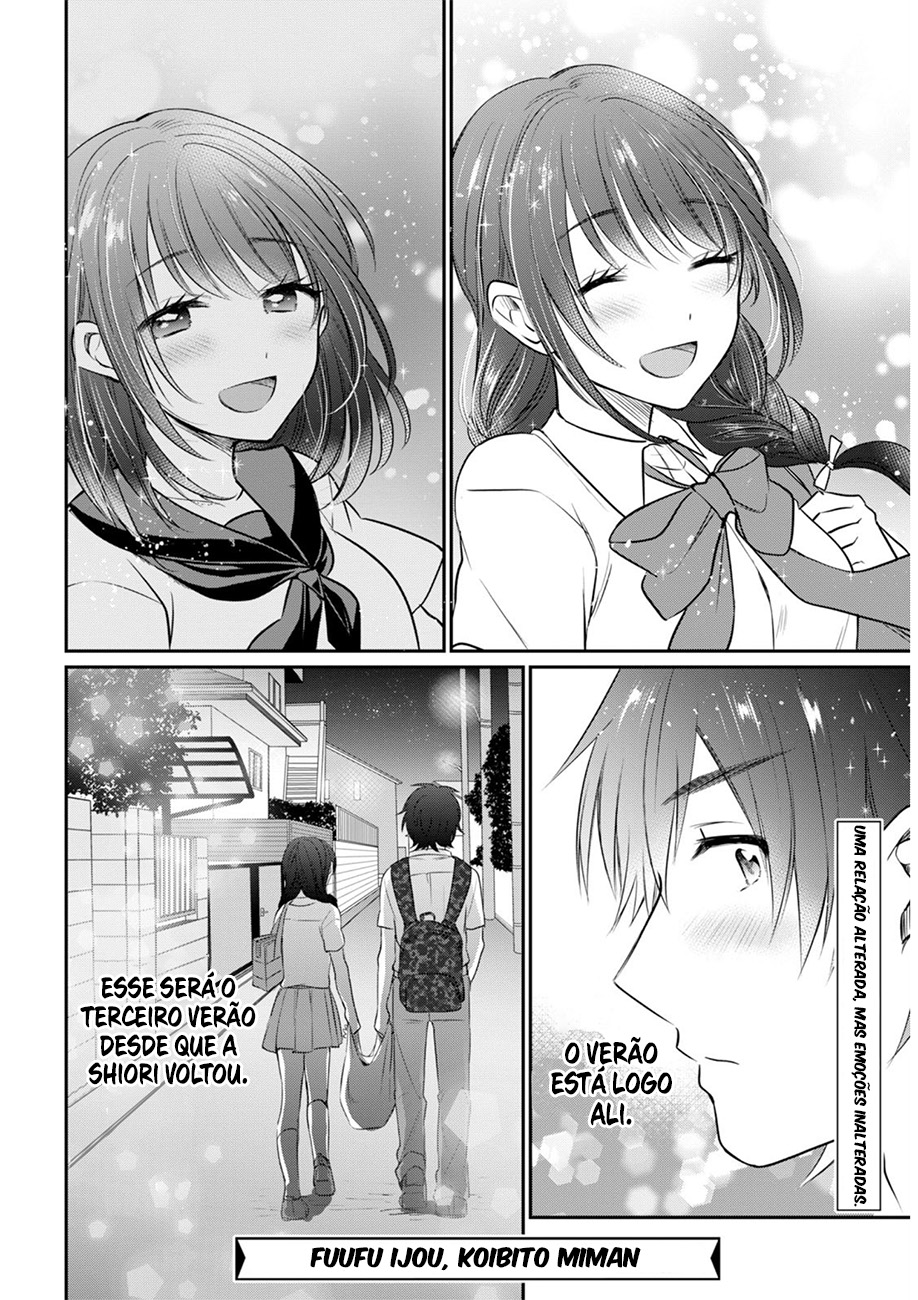 UMA RELAÇÃO ALTERADA, MAS EMOÇÕES INALTERADAS.
O VERÃO
ESTÁ LOGO
ALI.
ESSE SERÁ O
TERCEIRO VERÃO
DESDE QUE A
SHIORI VOLTOU.
FUUFU IJOU, KOIBITO MIMAN